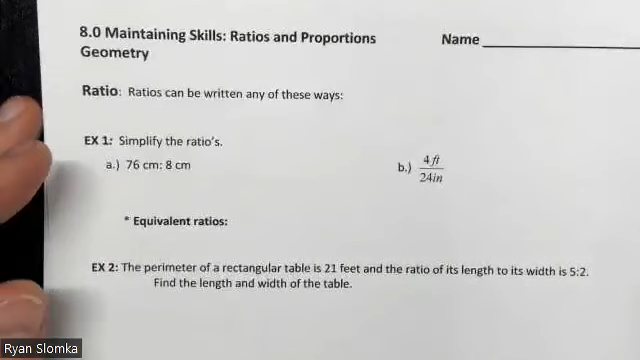 8.0 Maintaining Skills: Ratios and Proportions
Geometry
Name
Ratio: Ratios can be written any of these ways:
EX 1: Simplify the ratio's.
a.) 76 cm: 8 cm
b.) 4 ft
24in
* Equivalent ratios:
EX 2: The perimeter of a rectangular table is 21 feet and the ratio of its length to its width is 5:2.
Find the length and width of the table.
Ryan Slomka